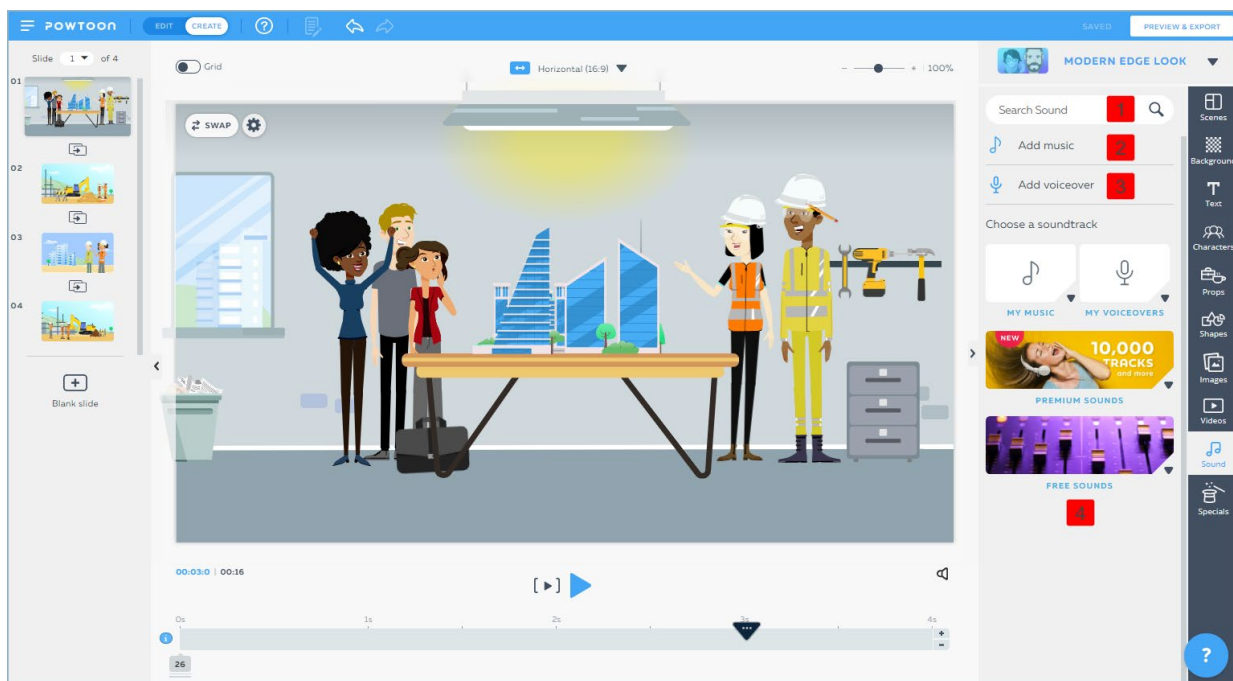 POWTOON
EDIT
CREATE
?
SAVED
PREVIEW & EXPORT
Slide 1 of 4
01
02
03
04
Blank slide
Grid
Horizontal (16:9)
- + 100%
SWAP
00:03:0 | 00:16
0s 1s 2s 3s 4s
i
+
-
26
MODERN EDGE LOOK
Search Sound 1
Add music 2
Add voiceover 3
Choose a soundtrack
MY MUSIC
MY VOICEOVERS
NEW
10,000
TRACKS
and more
PREMIUM SOUNDS
FREE SOUNDS
4
Scenes
Background
T
Text
Characters
Props
Shapes
Images
Videos
Sound
Specials
?